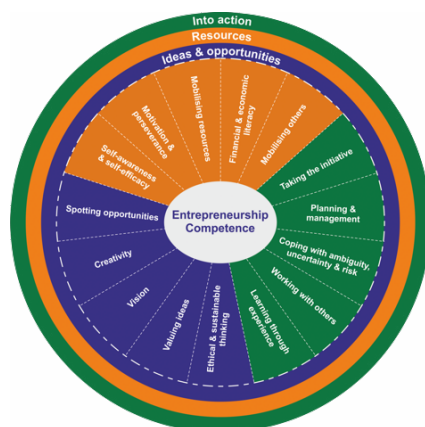 Into action
Resources
Ideas & opportunities
Self-awareness
& self-efficacy
Motivation &
perseverance
Mobilising resources
Financial & economic
literacy
Mobilising others
Taking the initiative
Planning &
management
Coping with ambiguity,
uncertainty & risk
Working with others
Learning through
experience
Ethical & sustainable
thinking
Valuing ideas
Vision
Creativity
Spotting opportunities
Entrepreneurship
Competence